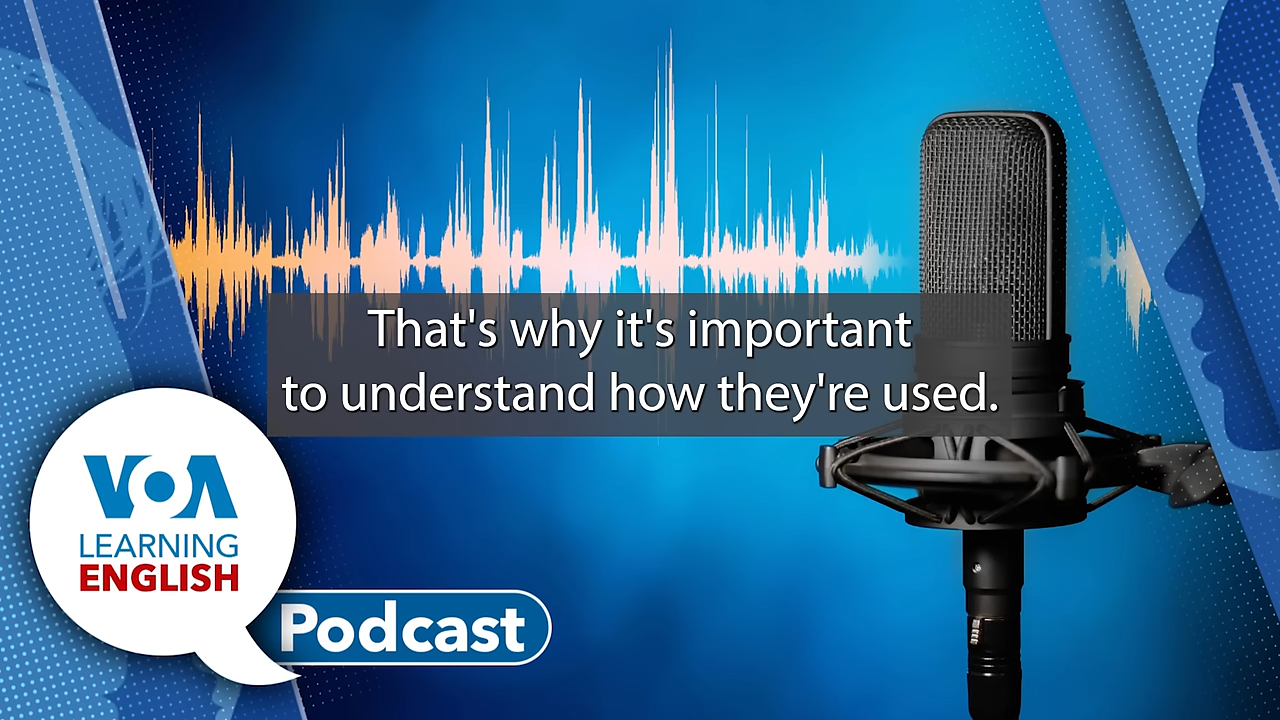 That's why it's important
to understand how they're used.
VOA
LEARNING
ENGLISH
Podcast